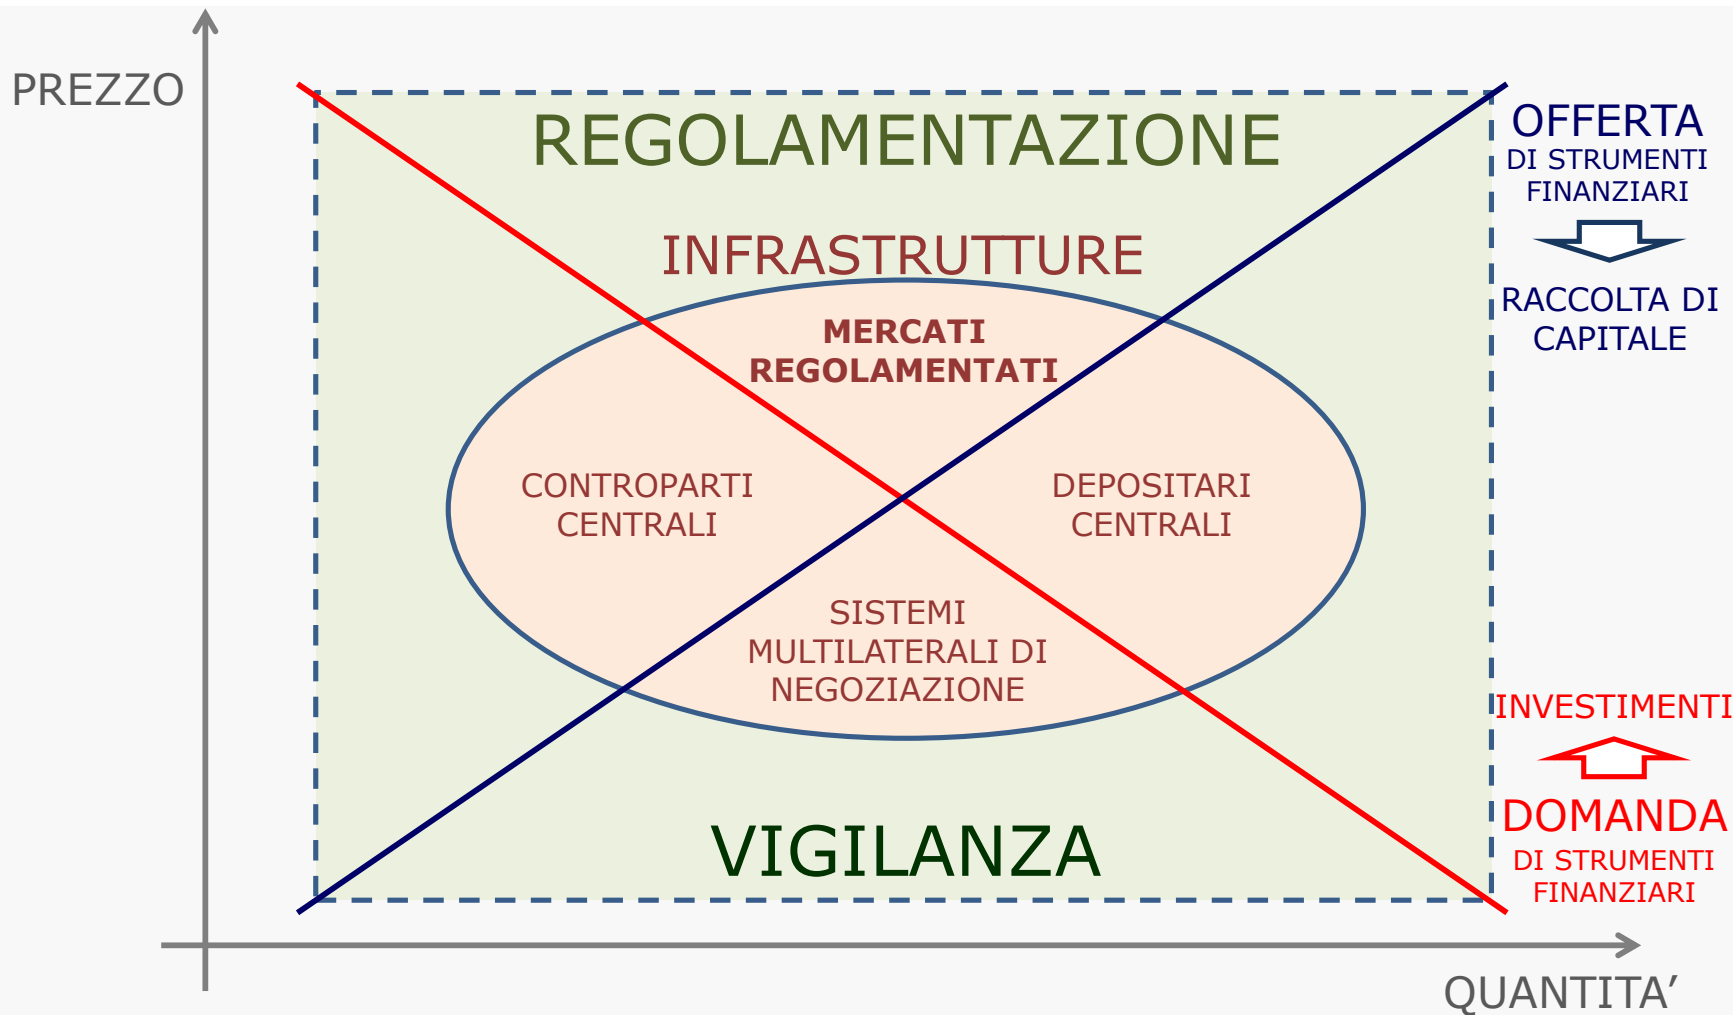 PREZZO
REGOLAMENTAZIONE
OFFERTA
DI STRUMENTI
FINANZIARI
INFRASTRUTTURE
RACCOLTA DI
CAPITALE
MERCATI
REGOLAMENTATI
CONTROPARTI
CENTRALI
DEPOSITARI
CENTRALI
SISTEMI
MULTILATERALI DI
NEGOZIAZIONE
INVESTIMENTI
DOMANDA
DI STRUMENTI
FINANZIARI
VIGILANZA
QUANTITA’